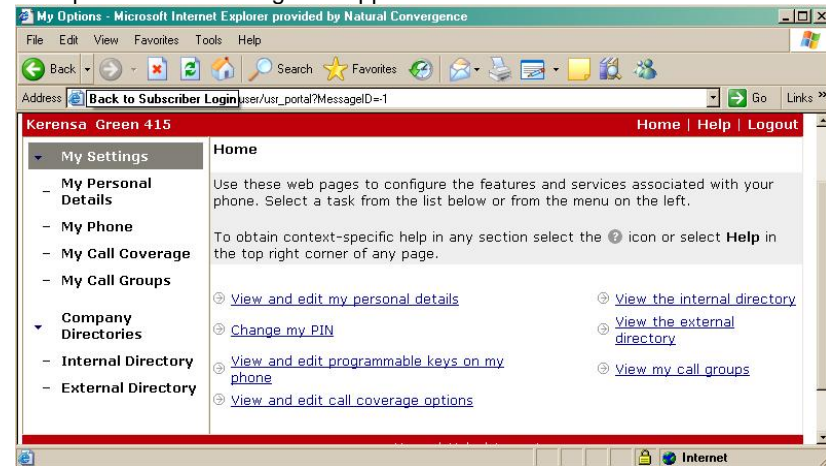 My Options - Microsoft Internet Explorer provided by Natural Convergence
File Edit View Favorites Tools Help
Back Search Favorites
Address Back to Subscriber Login user/usr_portal?MessageID=-1 Go Links »
Kerensa Green 415 Home | Help | Logout
My Settings
Home
My Personal
Details
Use these web pages to configure the features and services associated with your
phone. Select a task from the list below or from the menu on the left.
– My Phone
– My Call Coverage
To obtain context-specific help in any section select the ? icon or select Help in
the top right corner of any page.
– My Call Groups
Company
Directories
– Internal Directory
– External Directory
View and edit my personal details
Change my PIN
View and edit programmable keys on my
phone
View and edit call coverage options
View the internal directory
View the external
directory
View my call groups
Internet